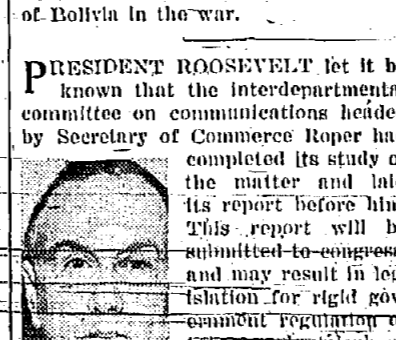 of Bolivia in the war.
PRESIDENT ROOSEVELT let it b
known that the interdepartmenta
committee on communications heade
by Secretary of Commerce Roper ha
completed its study o
the matter and laid
its report before him
This report will b
submitted to congress
and may result in leg
islation for rigid gov
ernment regulation o